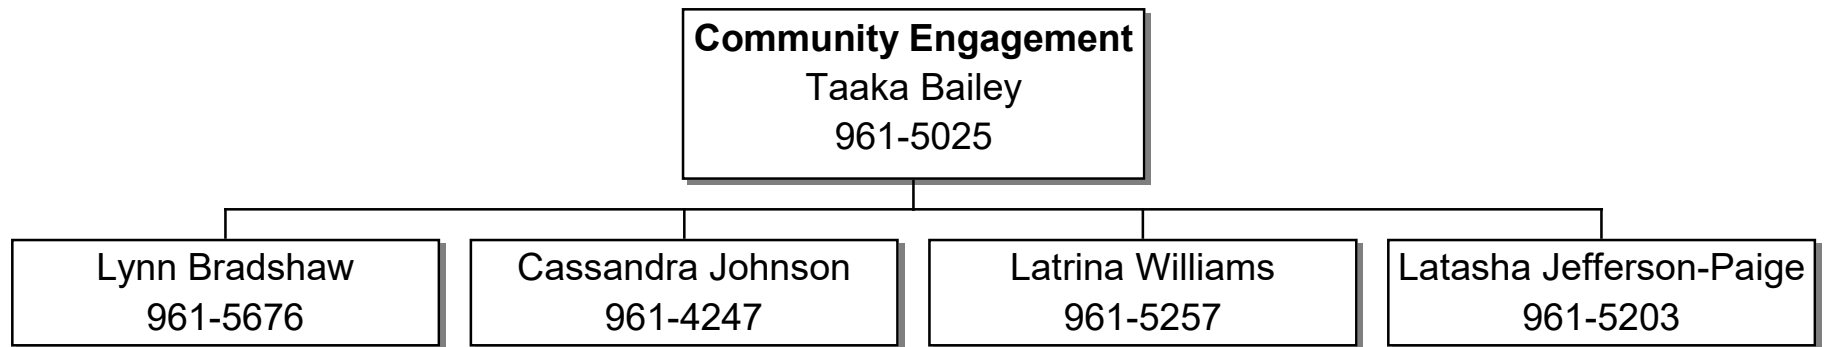 Community Engagement
Taaka Bailey
961-5025
Lynn Bradshaw
961-5676
Cassandra Johnson
961-4247
Latrina Williams
961-5257
Latasha Jefferson-Paige
961-5203